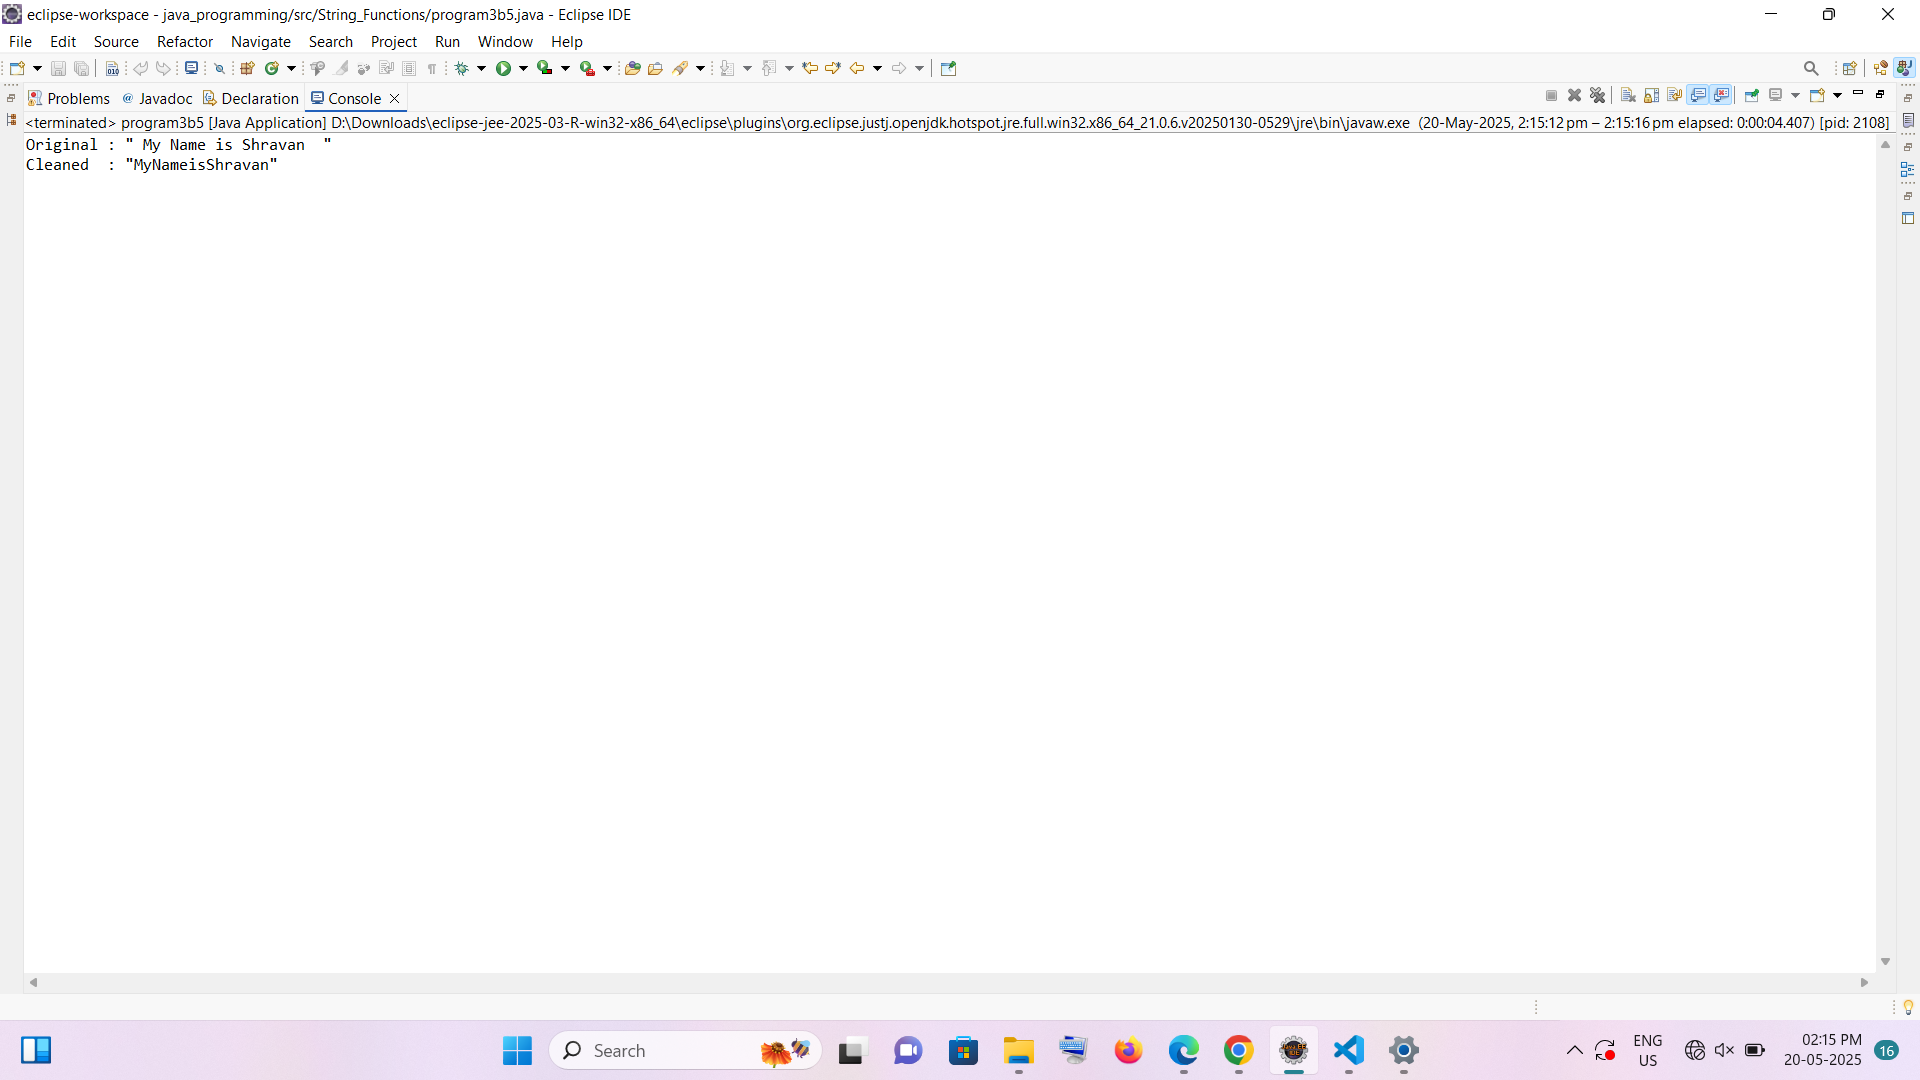 eclipse-workspace - java_programming/src/String_Functions/program3b5.java - Eclipse IDE
File Edit Source Refactor Navigate Search Project Run Window Help
Problems @ Javadoc Declaration Console
<terminated> program3b5 [Java Application] D:\Downloads\eclipse-jee-2025-03-R-win32-x86_64\eclipse\plugins\org.eclipse.justj.openjdk.hotspot.jre.full.win32.x86_64_21.0.6.v20250130-0529\jre\bin\javaw.exe (20-May-2025, 2:15:12 pm – 2:15:16 pm elapsed: 0:00:04.407) [pid: 2108]
Original : " My Name is Shravan  "
Cleaned  : "MyNameisShravan"
Search
ENG
US
02:15 PM
20-05-2025
16